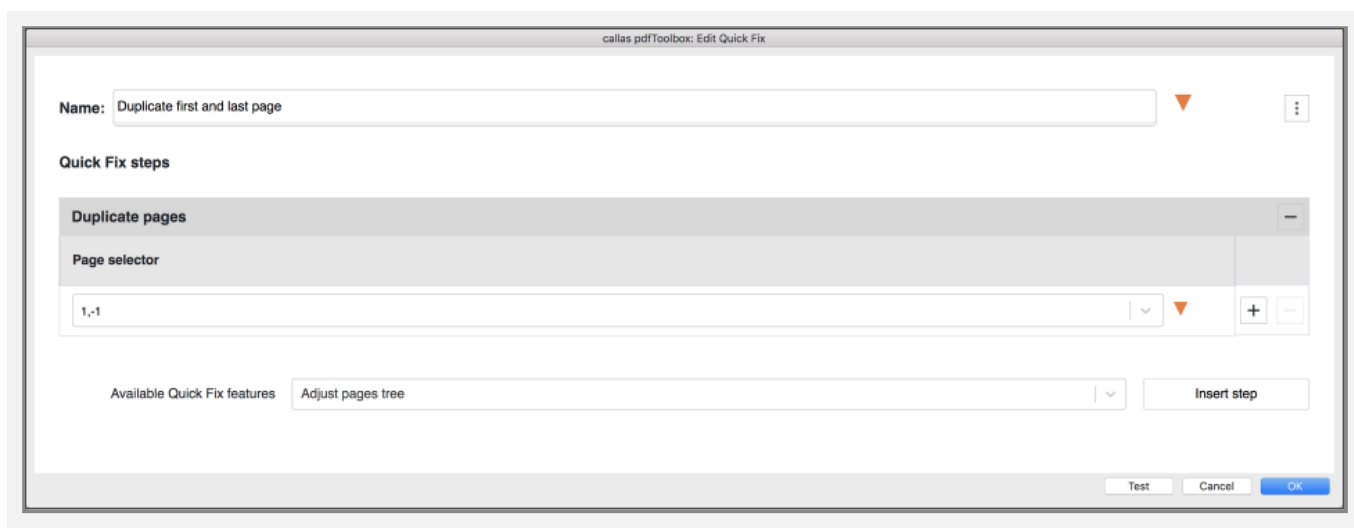 callas pdfToolbox: Edit Quick Fix
Name: Duplicate first and last page
Quick Fix steps
Duplicate pages
Page selector
1,-1
Available Quick Fix features Adjust pages tree Insert step
Test Cancel OK